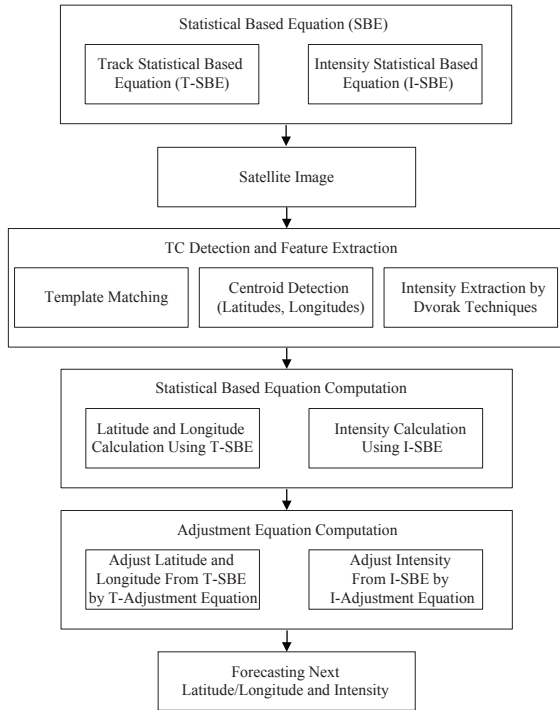 Statistical Based Equation (SBE)
Track Statistical Based
Equation (T-SBE)
Intensity Statistical Based
Equation (I-SBE)
Satellite Image
TC Detection and Feature Extraction
Template Matching
Centroid Detection
(Latitudes, Longitudes)
Intensity Extraction by
Dvorak Techniques
Statistical Based Equation Computation
Latitude and Longitude
Calculation Using T-SBE
Intensity Calculation
Using I-SBE
Adjustment Equation Computation
Adjust Latitude and
Longitude From T-SBE
by T-Adjustment Equation
Adjust Intensity
From I-SBE by
I-Adjustment Equation
Forecasting Next
Latitude/Longitude and Intensity